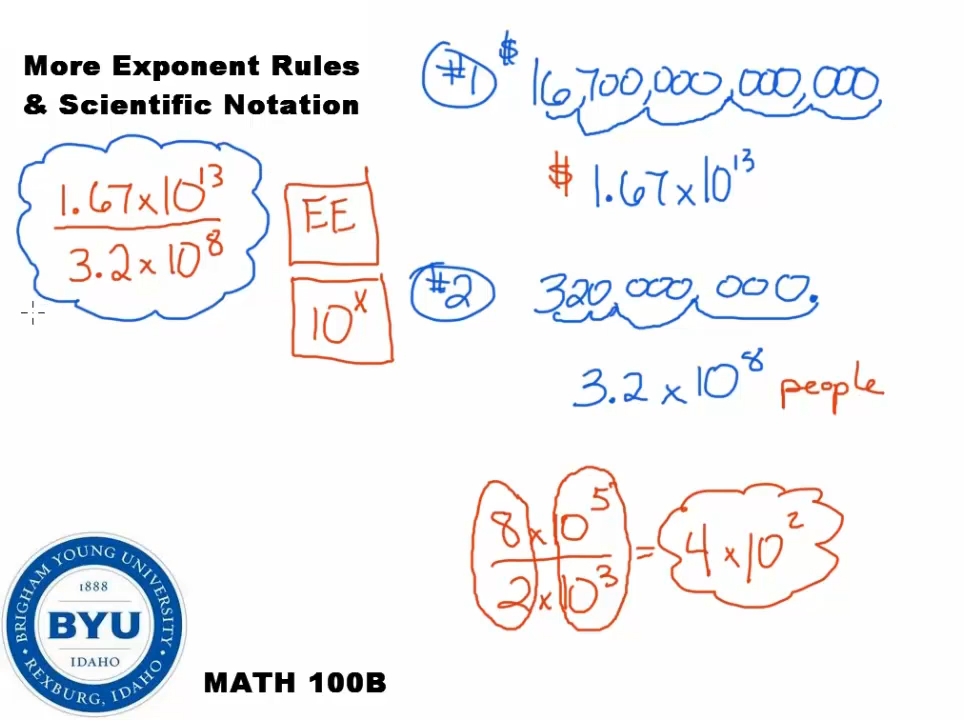 More Exponent Rules
& Scientific Notation
#1 $ 16,700,000,000,000
$ 1.67 x 10^13
1.67 x 10^13
3.2 x 10^8
EE
10^x
#2 320,000,000.
3.2 x 10^8 people
8 x 10^5
2 x 10^3
= 4 x 10^2
BRIGHAM YOUNG UNIVERSITY
1888
BYU
IDAHO
• REXBURG, IDAHO •
MATH 100B